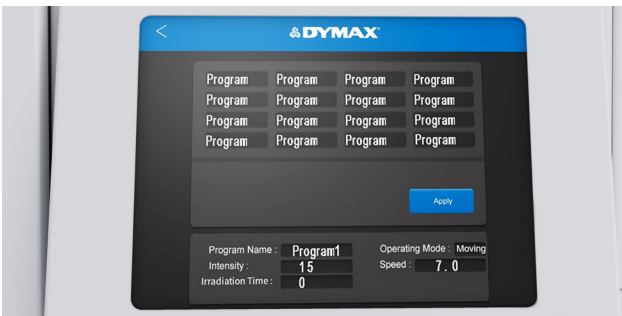 DYMAX
Program Program Program Program
Program Program Program Program
Program Program Program Program
Program Program Program Program
Apply
Program Name : Program1 Operating Mode : Moving
Intensity : 15 Speed : 7.0
Irradiation Time : 0